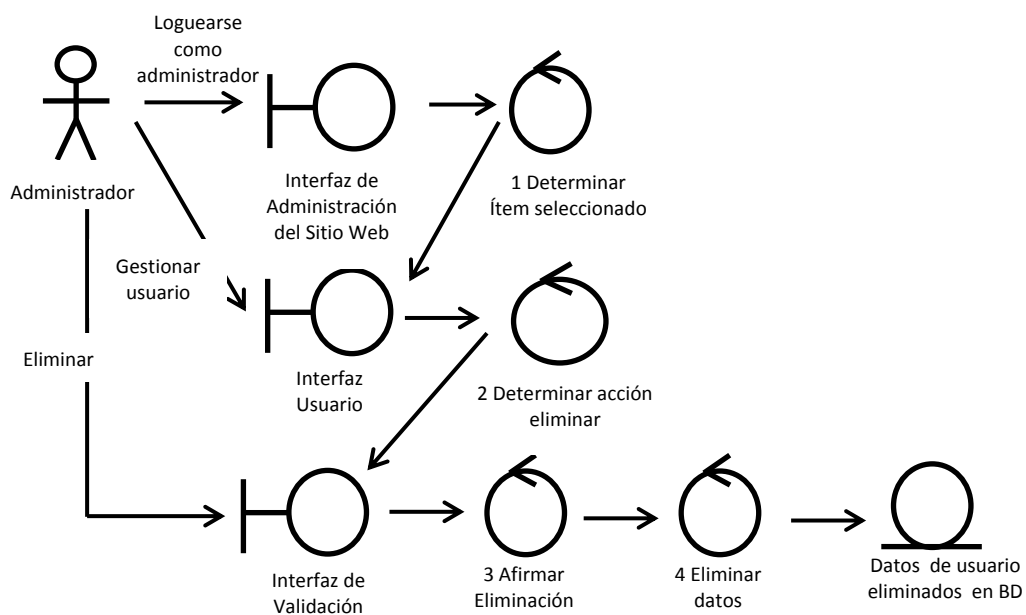 Loguearse
como
administrador
Administrador
Interfaz de
Administración
del Sitio Web
1 Determinar
Ítem seleccionado
Gestionar
usuario
Interfaz
Usuario
2 Determinar acción
eliminar
Eliminar
Interfaz de
Validación
3 Afirmar
Eliminación
4 Eliminar
datos
Datos de usuario
eliminados en BD